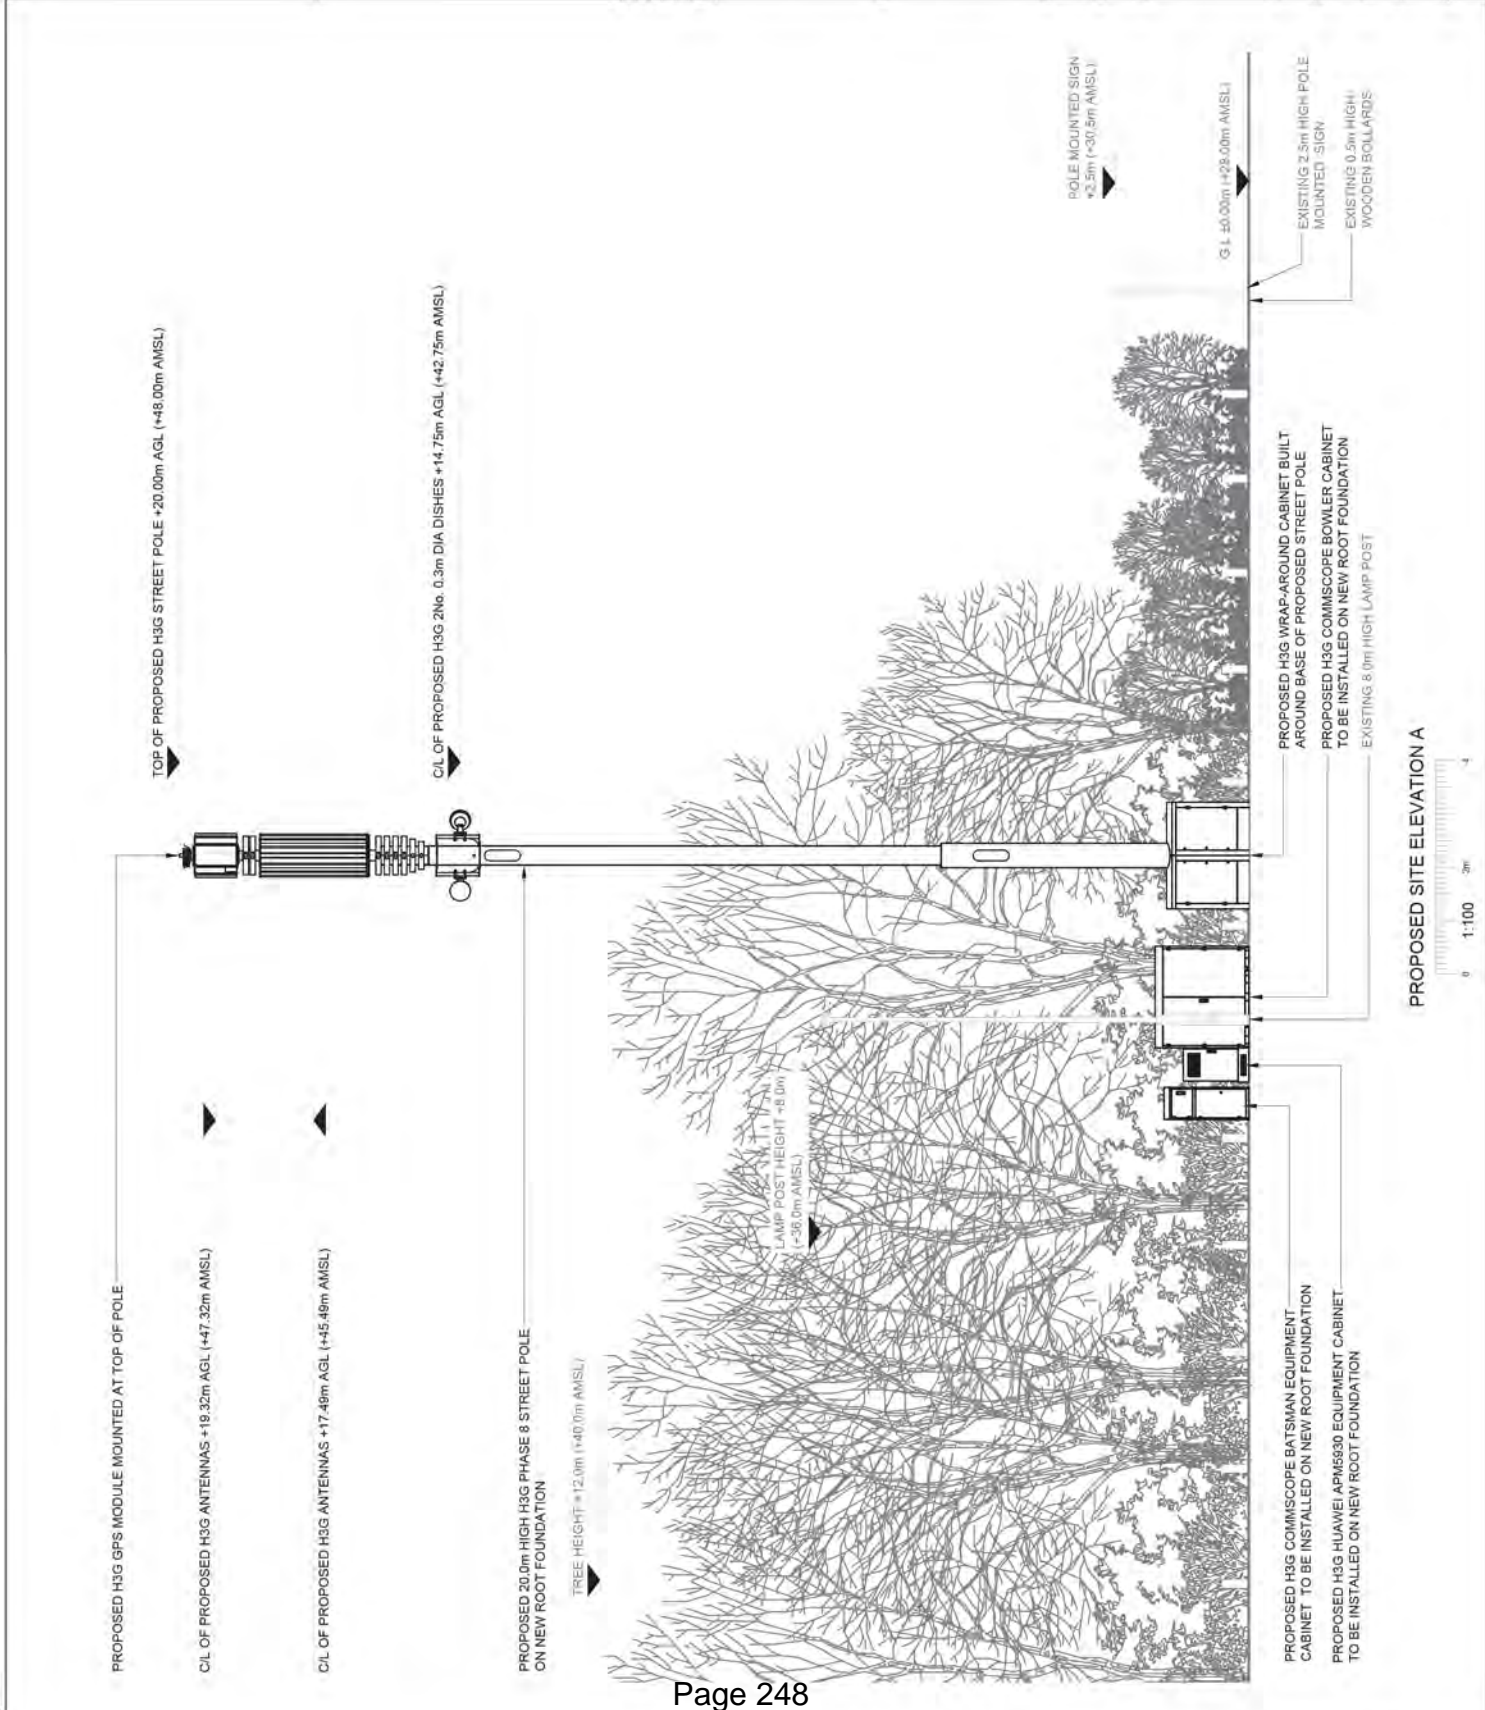 PROPOSED H3G GPS MODULE MOUNTED AT TOP OF POLE
TOP OF PROPOSED H3G STREET POLE +20.00m AGL (+48.00m AMSL)
C/L OF PROPOSED H3G ANTENNAS +19.32m AGL (+47.32m AMSL)
C/L OF PROPOSED H3G ANTENNAS +17.49m AGL (+45.49m AMSL)
C/L OF PROPOSED H3G 2No. 0.3m DIA DISHES +14.75m AGL (+42.75m AMSL)
PROPOSED 20.0m HIGH H3G PHASE 8 STREET POLE
ON NEW ROOT FOUNDATION
TREE HEIGHT +12.0m (+40.0m AMSL)
LAMP POST HEIGHT +8.0m
(+36.0m AMSL)
POLE MOUNTED SIGN
+2.5m (+30.5m AMSL)
G.L ±0.00m (+28.00m AMSL)
PROPOSED H3G COMMSCOPE BATSMAN EQUIPMENT
CABINET TO BE INSTALLED ON NEW ROOT FOUNDATION
PROPOSED H3G HUAWEI APM5930 EQUIPMENT CABINET
TO BE INSTALLED ON NEW ROOT FOUNDATION
PROPOSED H3G WRAP-AROUND CABINET BUILT
AROUND BASE OF PROPOSED STREET POLE
PROPOSED H3G COMMSCOPE BOWLER CABINET
TO BE INSTALLED ON NEW ROOT FOUNDATION
EXISTING 8.0m HIGH LAMP POST
EXISTING 2.5m HIGH POLE
MOUNTED SIGN
EXISTING 0.5m HIGH
WOODEN BOLLARDS
PROPOSED SITE ELEVATION A
0 2m 4
1:100
Page 248